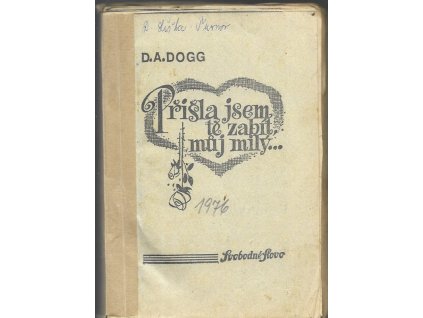 D.A.DOGG
Přišla jsem
tě zabít,
můj milý...
1976
Svobodné slovo